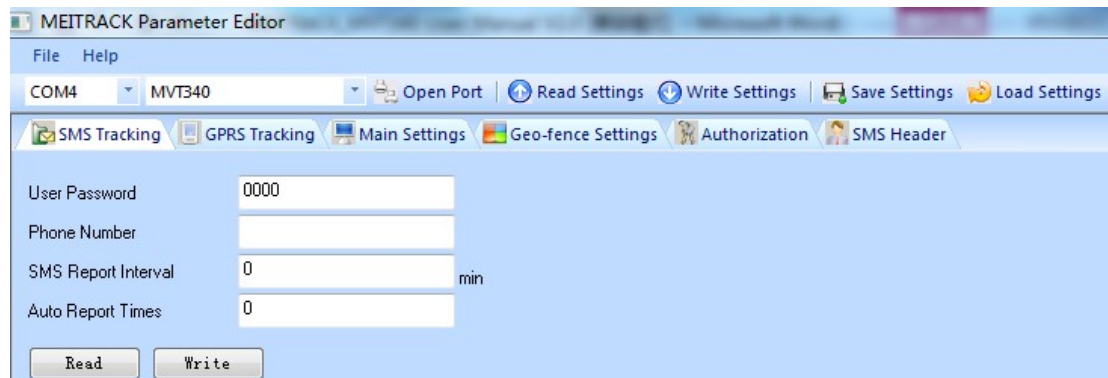 MEITRACK Parameter Editor
File Help
COM4 MVT340 Open Port Read Settings Write Settings Save Settings Load Settings
SMS Tracking GPRS Tracking Main Settings Geo-fence Settings Authorization SMS Header
User Password 0000
Phone Number
SMS Report Interval 0 min
Auto Report Times 0
Read Write